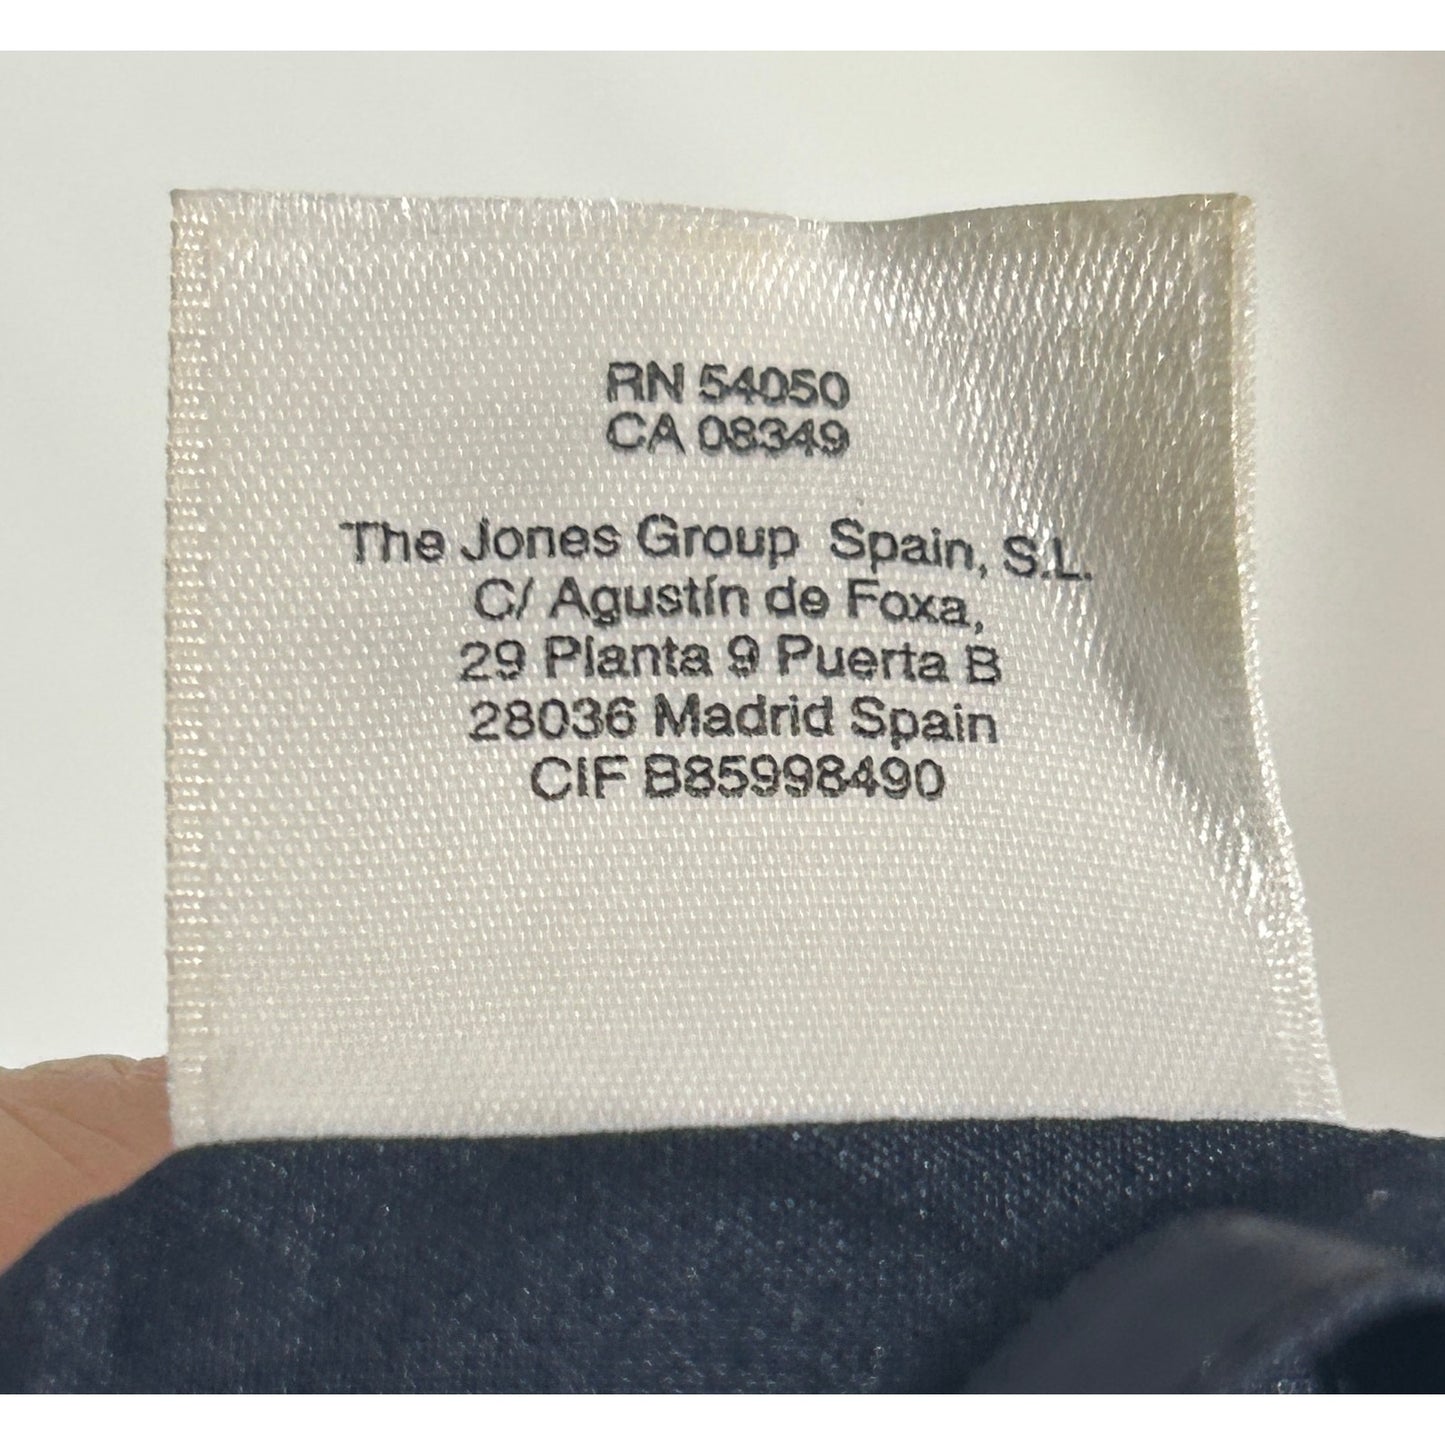 RN 54050
CA 08349
The Jones Group Spain, S.L.
C/ Agustín de Foxa,
29 Planta 9 Puerta B
28036 Madrid Spain
CIF B85998490